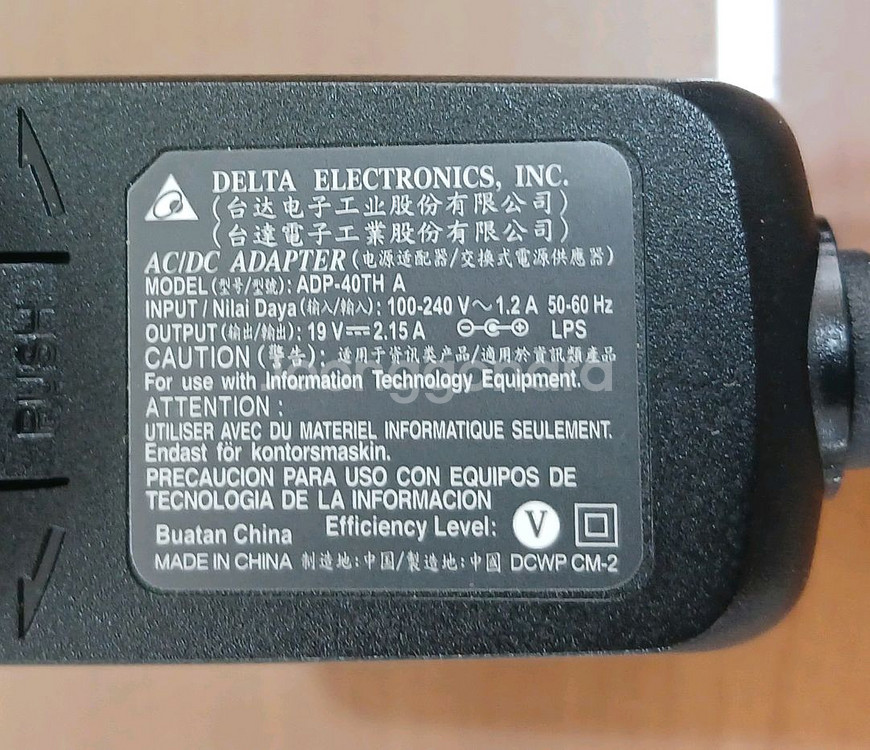 DELTA ELECTRONICS, INC.
(台达电子工业股份有限公司)
(台達電子工業股份有限公司)
AC/DC ADAPTER (电源适配器/交換式電源供應器)
MODEL (型号/型號): ADP-40TH A
INPUT / Nilai Daya (输入/輸入): 100-240 V～1.2 A 50-60 Hz
OUTPUT (输出/輸出): 19 V⎓2.15 A LPS
CAUTION (警告): 适用于资讯类产品/適用於資訊類產品
For use with Information Technology Equipment.
joonggonara
ATTENTION :
UTILISER AVEC DU MATERIEL INFORMATIQUE SEULEMENT.
Endast för kontorsmaskin.
PRECAUCION PARA USO CON EQUIPOS DE
TECNOLOGIA DE LA INFORMACION
Buatan China Efficiency Level: V
MADE IN CHINA 制造地:中国/製造地:中國 DCWP CM-2
PUSH